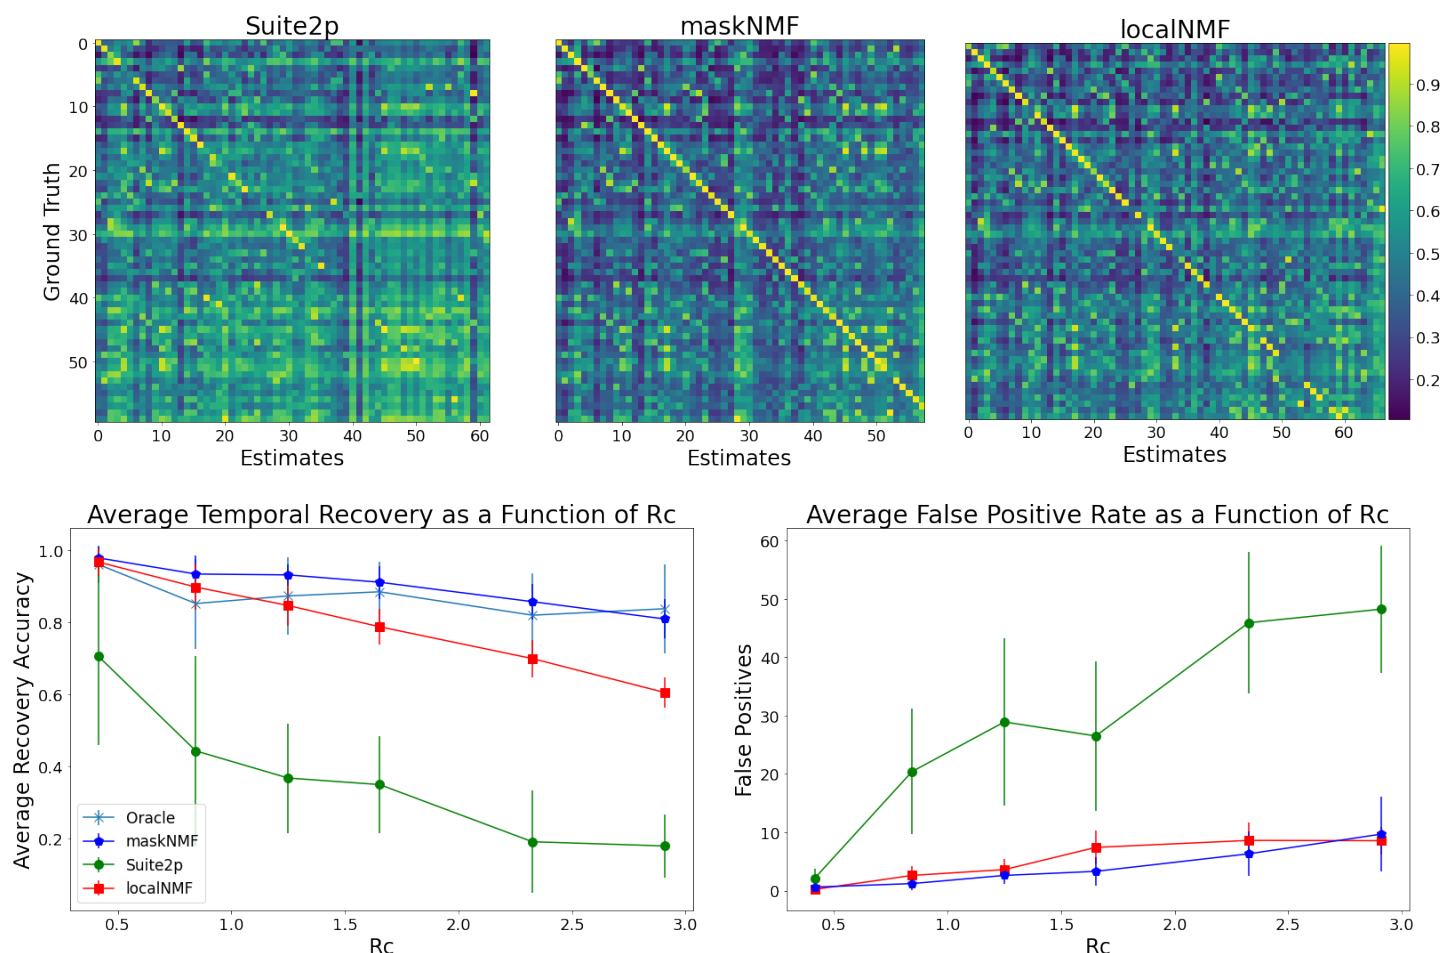 Suite2p
maskNMF
localNMF
Ground Truth
0
10
20
30
40
50
0 10 20 30 40 50 60
Estimates
0 10 20 30 40 50
Estimates
0 10 20 30 40 50 60
Estimates
0.9
0.8
0.7
0.6
0.5
0.4
0.3
0.2
Average Temporal Recovery as a Function of Rc
Average Recovery Accuracy
1.0
0.8
0.6
0.4
0.2
Oracle
maskNMF
Suite2p
localNMF
0.5 1.0 1.5 2.0 2.5 3.0
Rc
Average False Positive Rate as a Function of Rc
False Positives
60
50
40
30
20
10
0
0.5 1.0 1.5 2.0 2.5 3.0
Rc